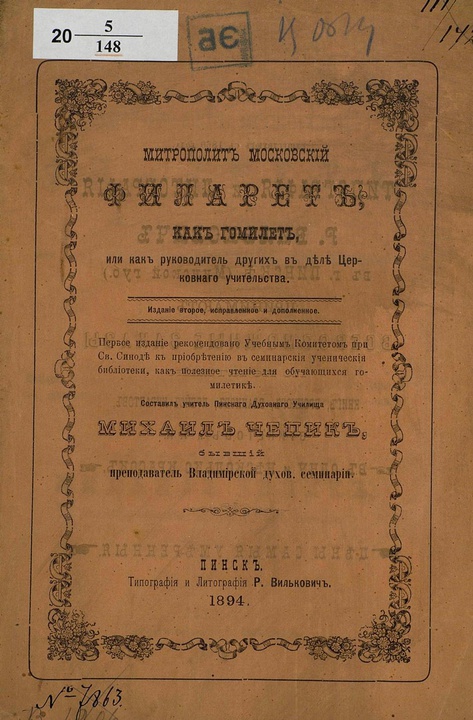 20 5/148
МИТРОПОЛИТЪ МОСКОВСКІЙ
ФИЛАРЕТЪ,
КАКЪ ГОМИЛЕТЪ,
или какъ руководитель другихъ въ дѣлѣ Цер-
ковнаго учительства.
Изданіе второе, исправленное и дополненное.
Первое изданіе рекомендовано Учебнымъ Комитетомъ при
Св. Синодѣ къ пріобрѣтенію въ семинарскія ученическія
библіотеки, какъ полезное чтеніе для обучающихся го-
милетикѣ.
Составилъ учитель Пинскаго Духовнаго Училища
МИХАИЛЪ ЧЕПИКЪ,
бывшій
преподаватель Владимірской духов. семинаріи.
ПИНСКЪ.
Типографія и Литографія Р. Вильковичъ.
1894.
№ 7863.